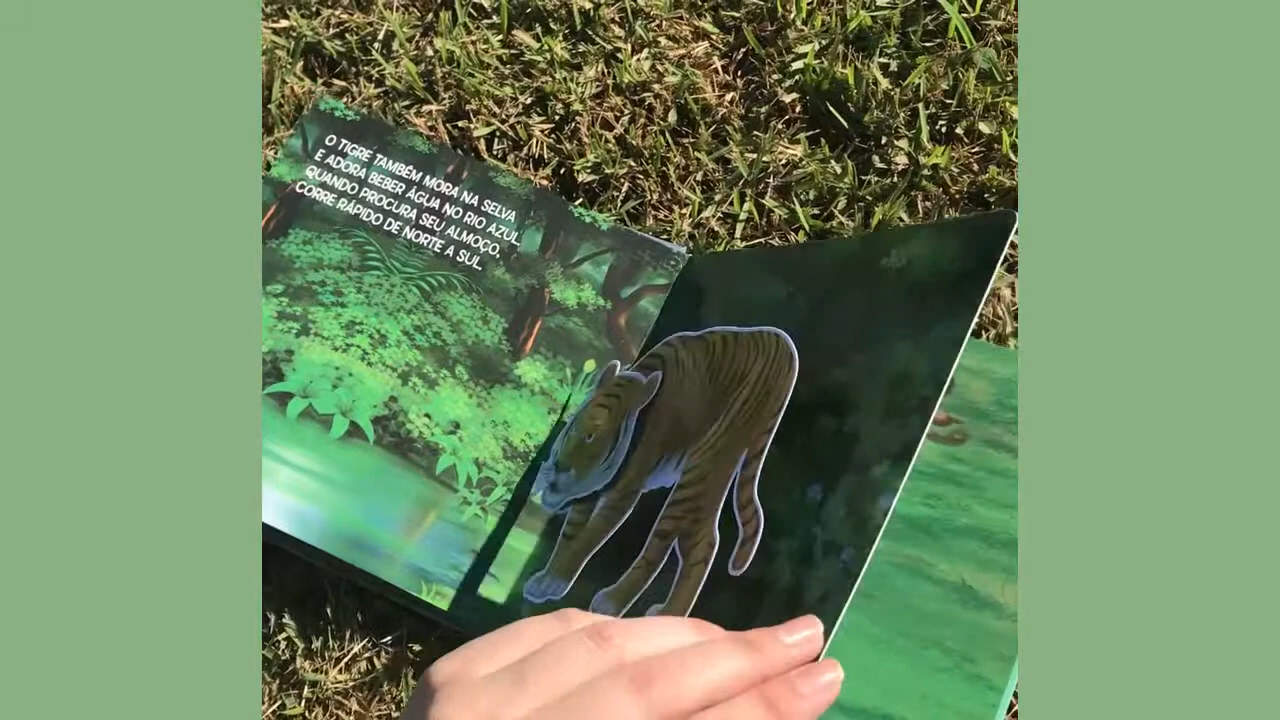 O TIGRE TAMBÉM MORA NA SELVA
E ADORA BEBER ÁGUA NO RIO AZUL.
QUANDO PROCURA SEU ALMOÇO,
CORRE RÁPIDO DE NORTE A SUL.